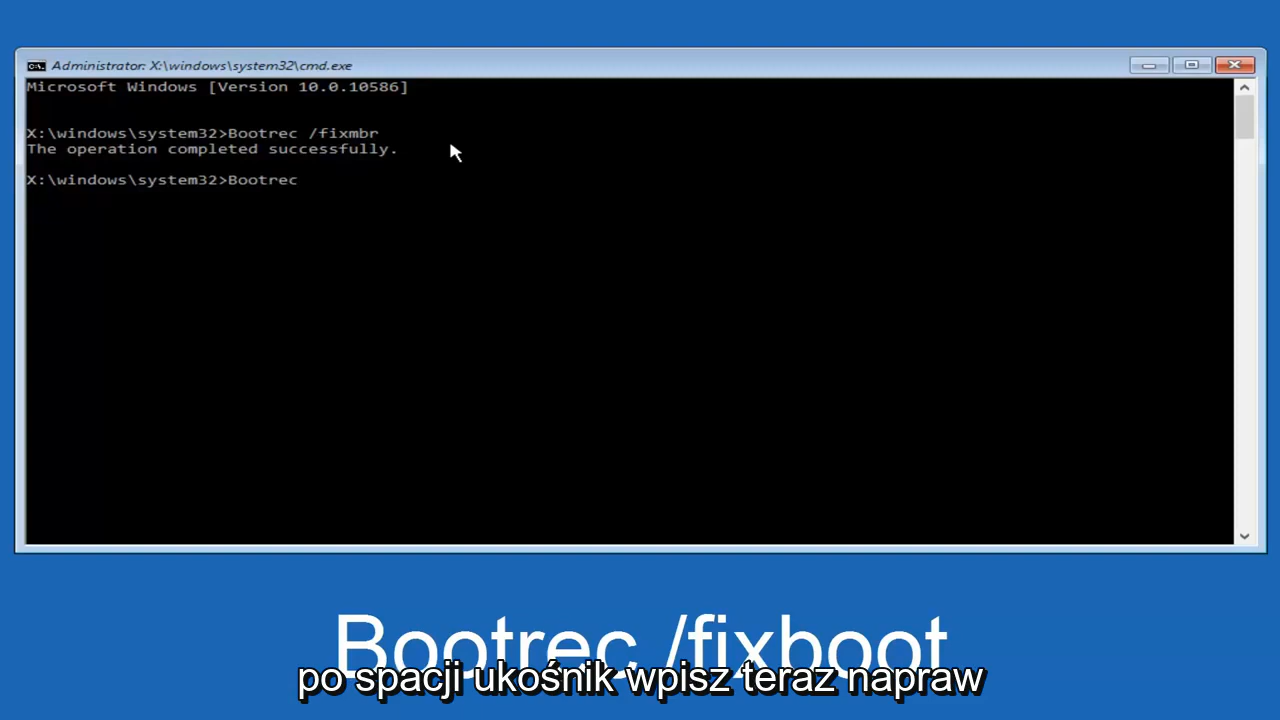 Administrator: X:\windows\system32\cmd.exe
Microsoft Windows [Version 10.0.10586]
X:\windows\system32>Bootrec /fixmbr
The operation completed successfully.
X:\windows\system32>Bootrec
Bootrec /fixboot
po spacji ukośnik wpisz teraz napraw